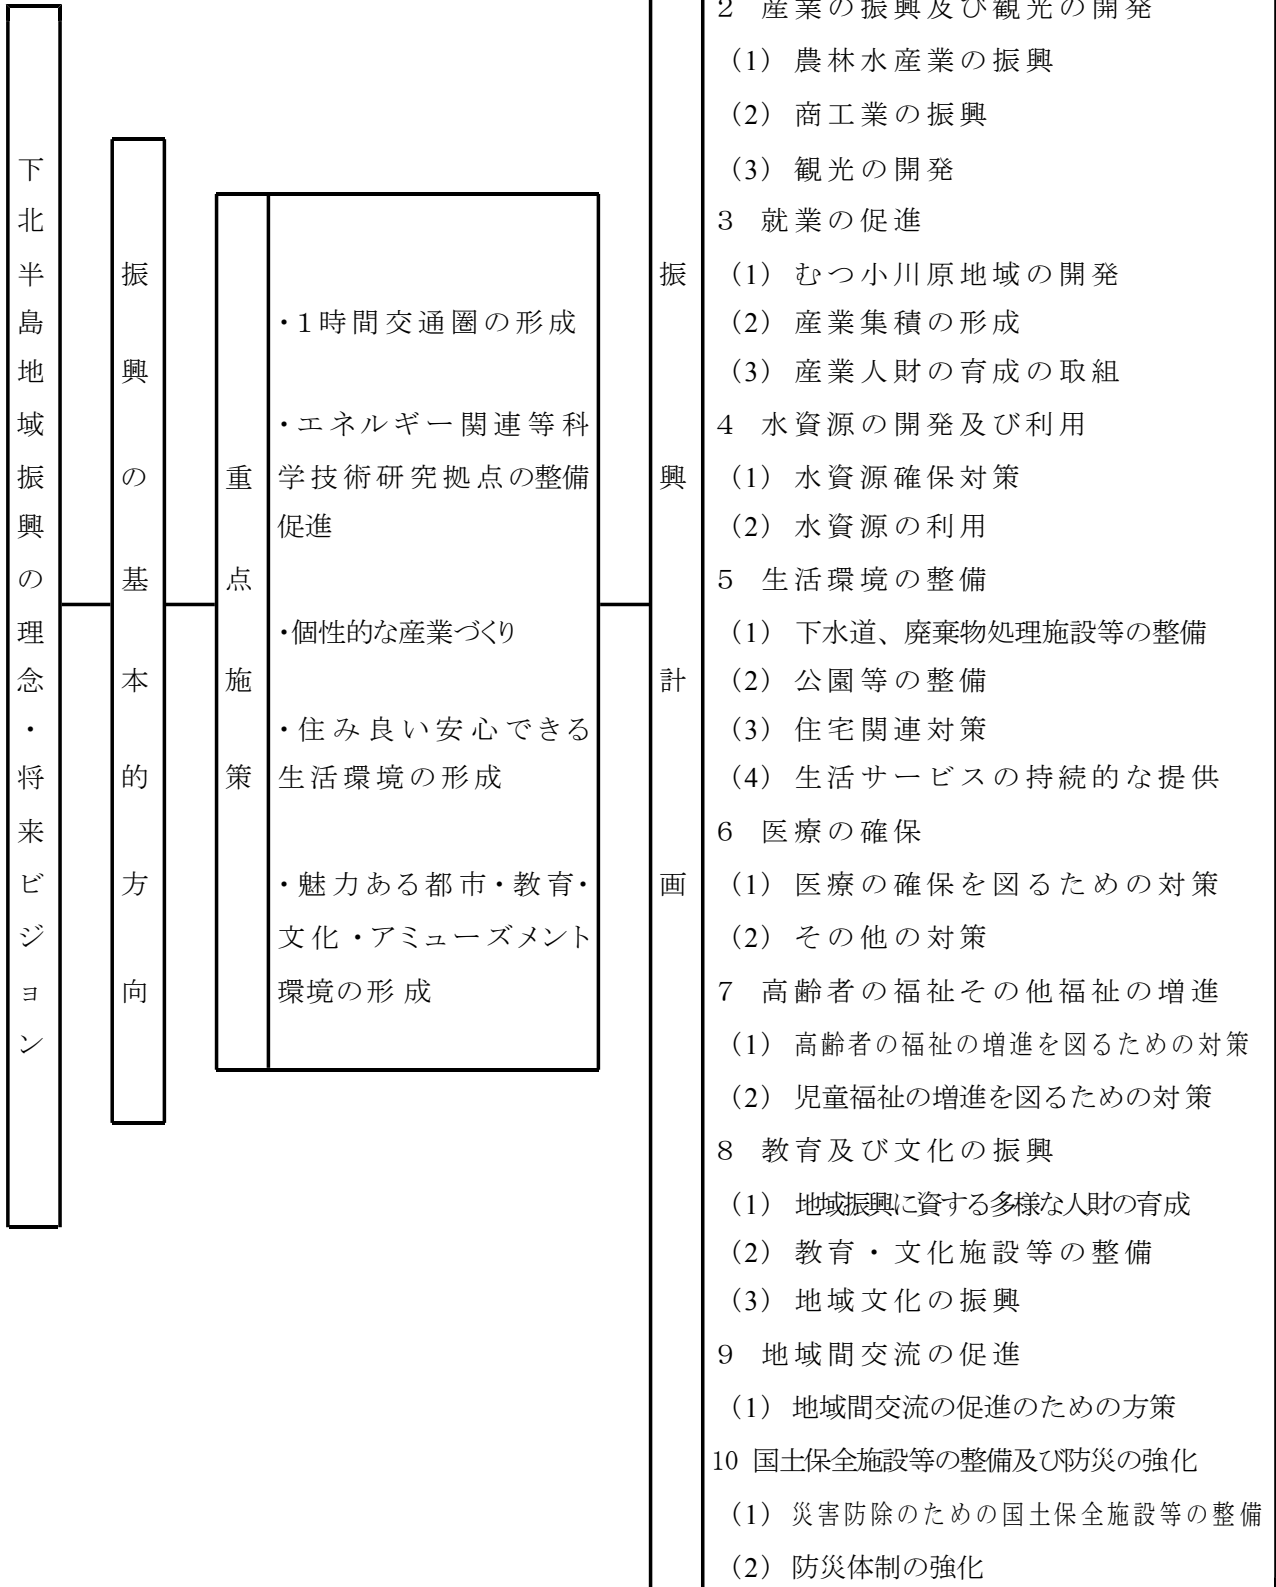 下北半島地域振興の理念・将来ビジョン
振興の基本的方向
重点施策
・1時間交通圏の形成
・エネルギー関連等科
学技術研究拠点の整備
促進
・個性的な産業づくり
・住み良い安心できる
生活環境の形成
・魅力ある都市・教育・
文化・アミューズメント
環境の形成
振興計画
2 産業の振興及び観光の開発
(1) 農林水産業の振興
(2) 商工業の振興
(3) 観光の開発
3 就業の促進
(1) むつ小川原地域の開発
(2) 産業集積の形成
(3) 産業人財の育成の取組
4 水資源の開発及び利用
(1) 水資源確保対策
(2) 水資源の利用
5 生活環境の整備
(1) 下水道、廃棄物処理施設等の整備
(2) 公園等の整備
(3) 住宅関連対策
(4) 生活サービスの持続的な提供
6 医療の確保
(1) 医療の確保を図るための対策
(2) その他の対策
7 高齢者の福祉その他福祉の増進
(1) 高齢者の福祉の増進を図るための対策
(2) 児童福祉の増進を図るための対策
8 教育及び文化の振興
(1) 地域振興に資する多様な人財の育成
(2) 教育・文化施設等の整備
(3) 地域文化の振興
9 地域間交流の促進
(1) 地域間交流の促進のための方策
10 国土保全施設等の整備及び防災の強化
(1) 災害防除のための国土保全施設等の整備
(2) 防災体制の強化